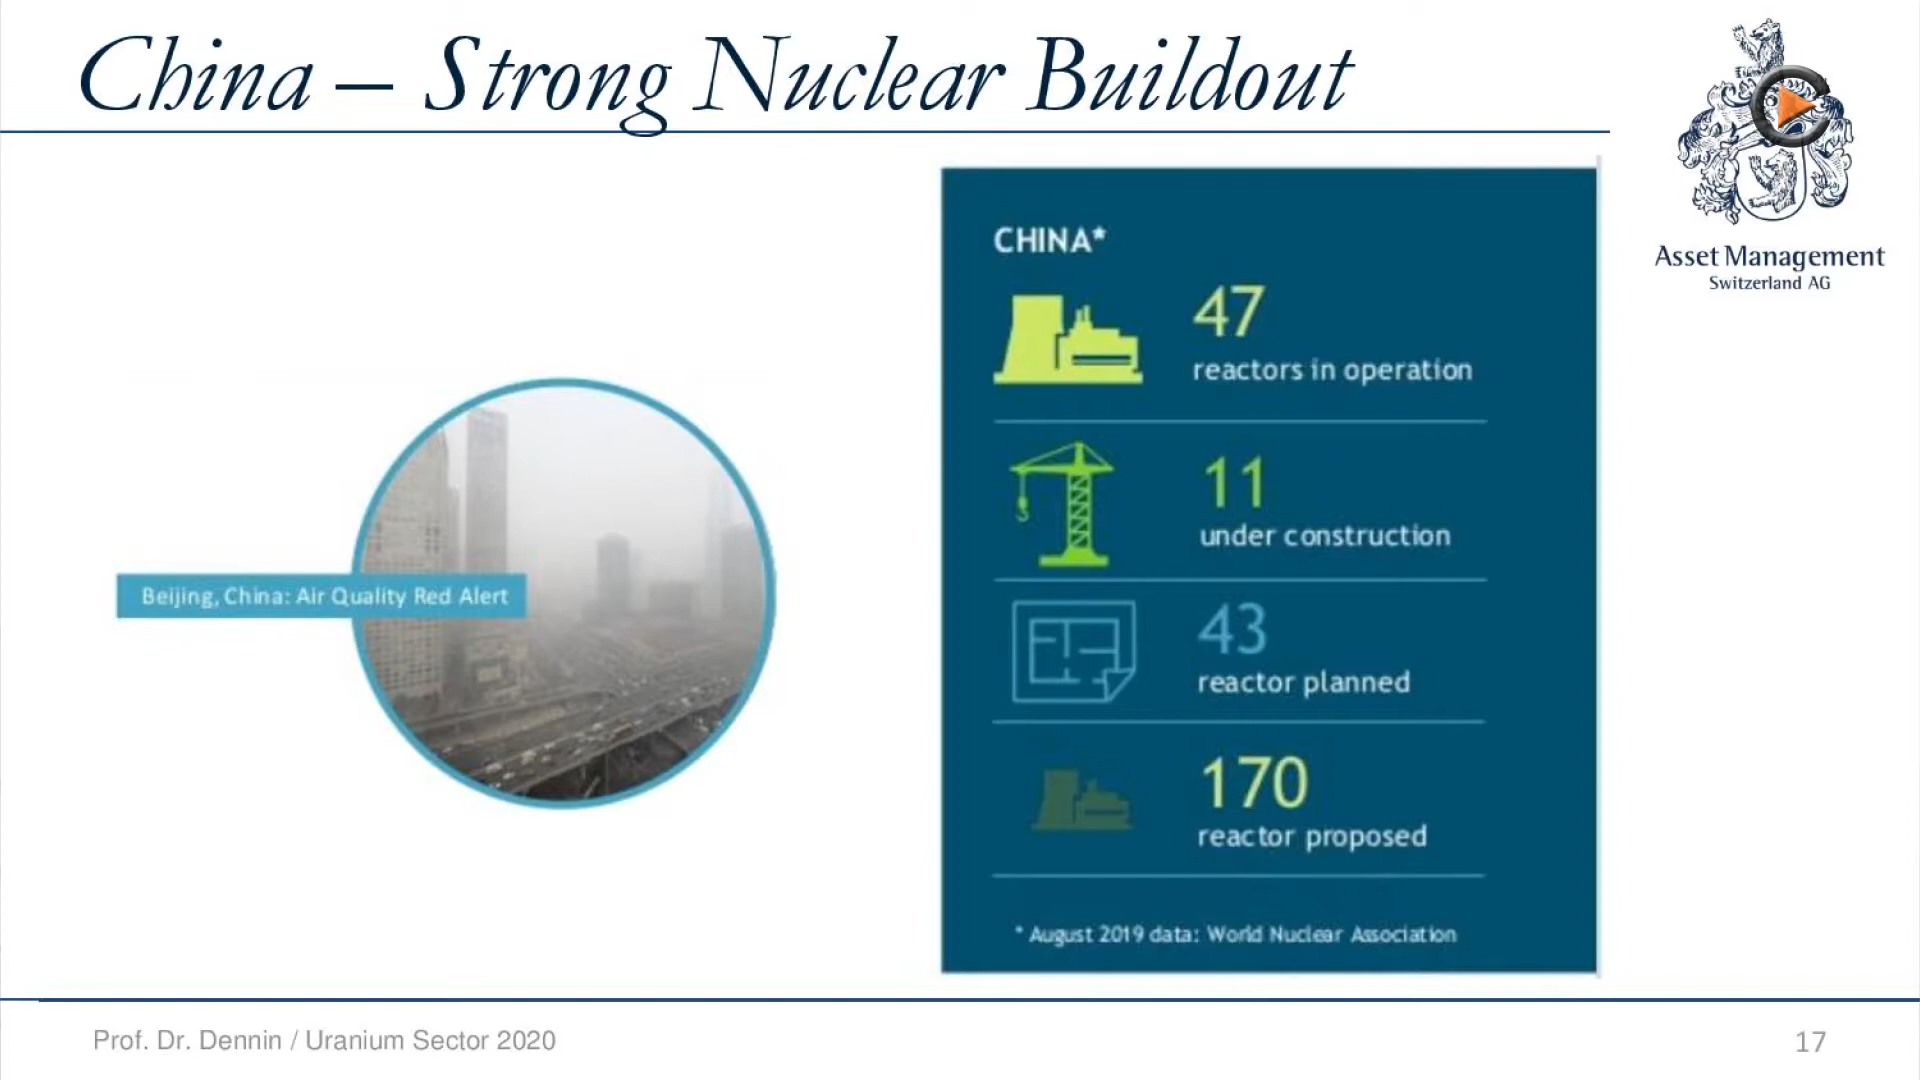 China – Strong Nuclear Buildout
Asset Management
Switzerland AG
Beijing, China: Air Quality Red Alert
CHINA*
47
reactors in operation
11
under construction
43
reactor planned
170
reactor proposed
* August 2019 data: World Nuclear Association
Prof. Dr. Dennin / Uranium Sector 2020
17